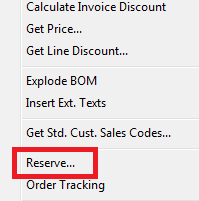 Calculate Invoice Discount
Get Price...
Get Line Discount...
Explode BOM
Insert Ext. Texts
Get Std. Cust. Sales Codes...
Reserve...
Order Tracking